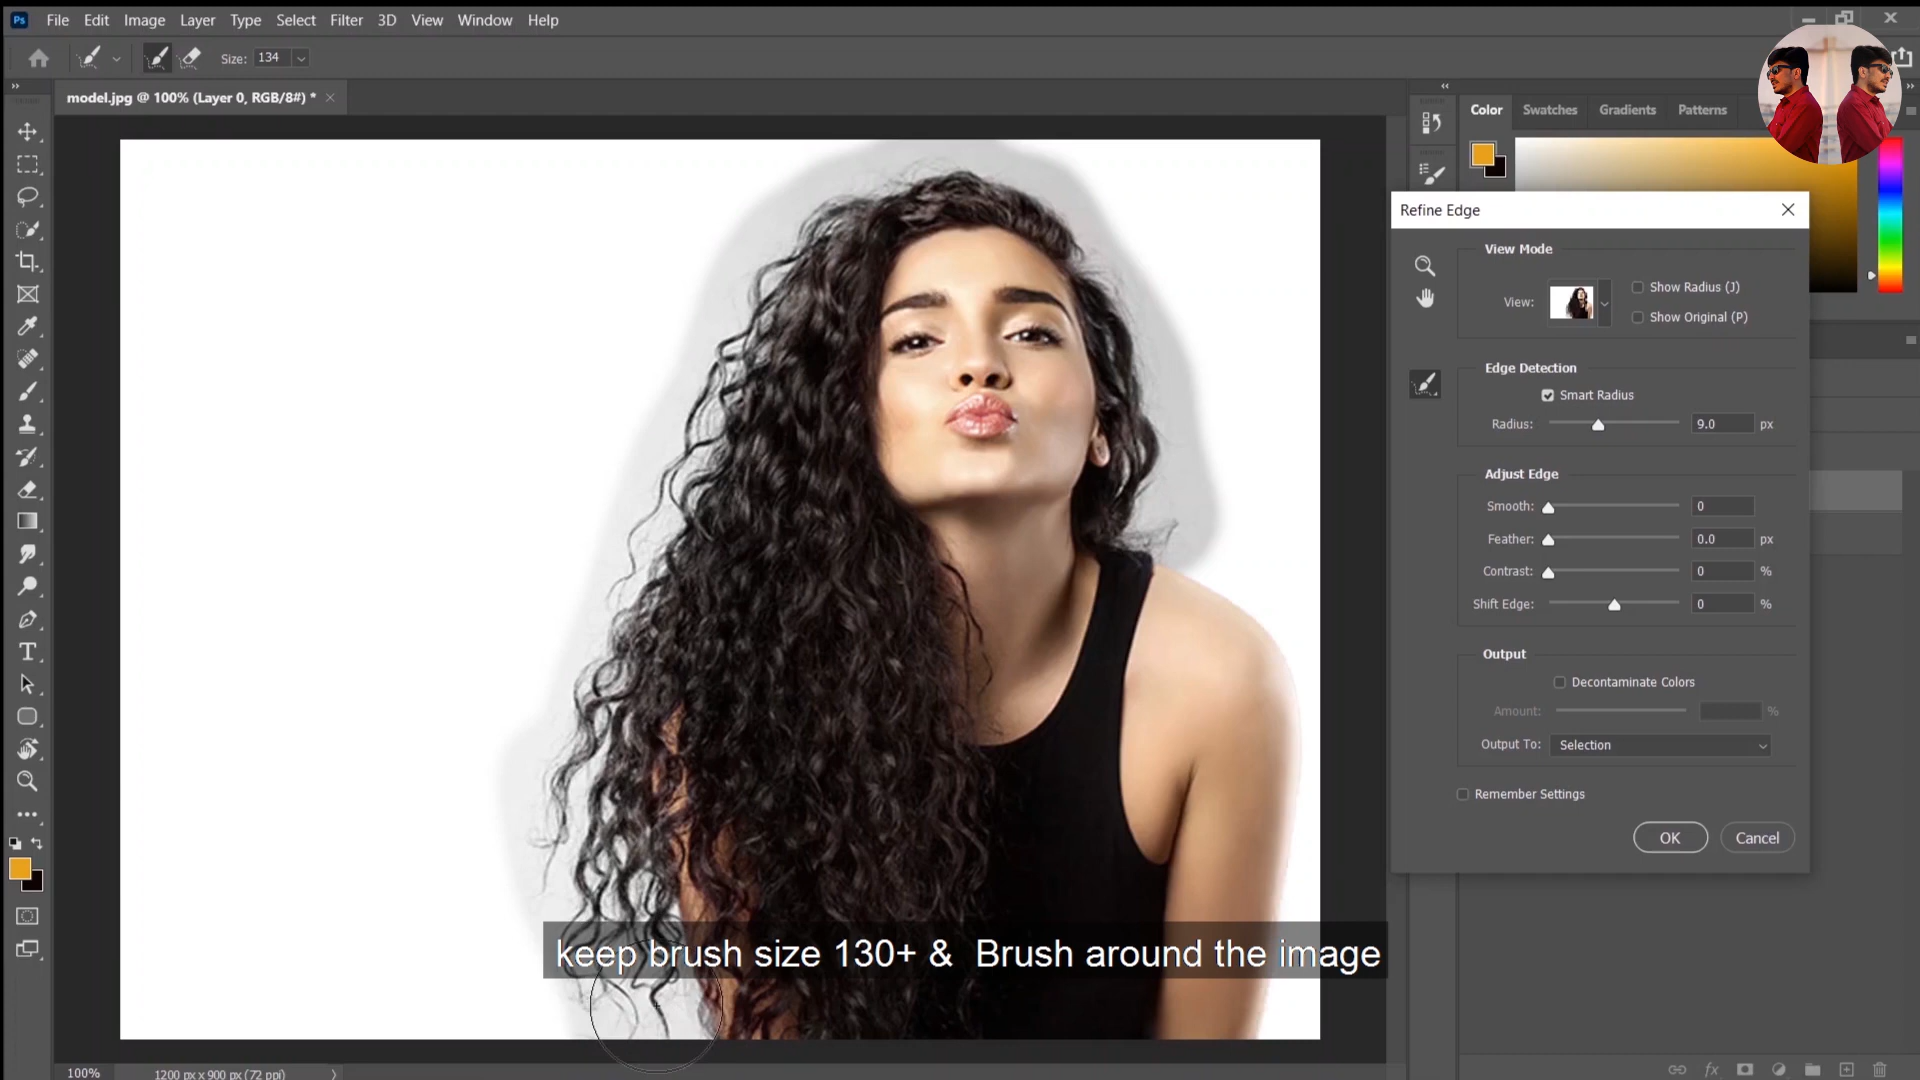 Ps File Edit Image Layer Type Select Filter 3D View Window Help
Size: 134
model.jpg @ 100% (Layer 0, RGB/8#) *
Color Swatches Gradients Patterns
Refine Edge
View Mode
View:
Show Radius (J)
Show Original (P)
Edge Detection
Smart Radius
Radius: 9.0 px
Adjust Edge
Smooth: 0
Feather: 0.0 px
Contrast: 0 %
Shift Edge: 0 %
Output
Decontaminate Colors
Amount: %
Output To: Selection
Remember Settings
OK Cancel
keep brush size 130+ & Brush around the image
100% 1200 px x 900 px (72 ppi)
fx